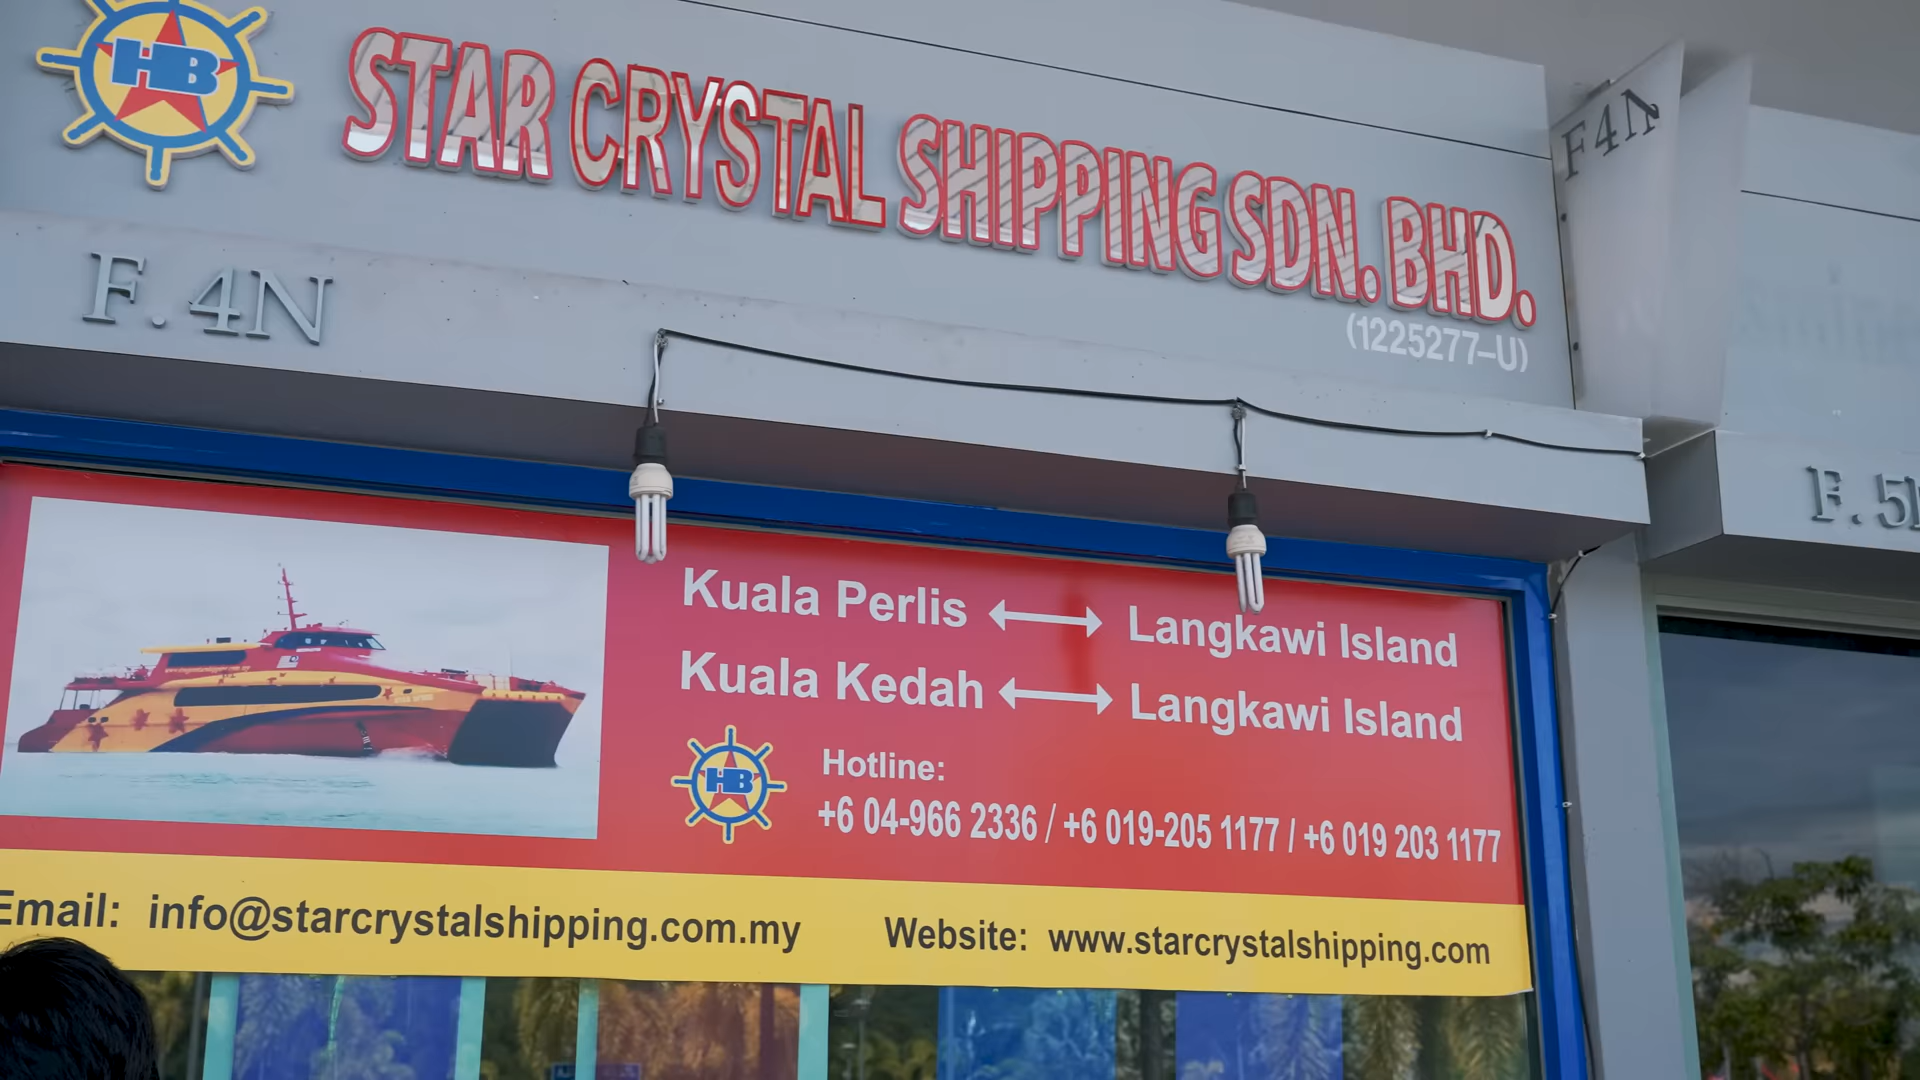 HB
STAR CRYSTAL SHIPPING SDN. BHD.
(1225277-U)
F4N
F.4N
F.5
Kuala Perlis ↔ Langkawi Island
Kuala Kedah ↔ Langkawi Island
HB
Hotline:
+6 04-966 2336 / +6 019-205 1177 / +6 019 203 1177
Email: info@starcrystalshipping.com.my
Website: www.starcrystalshipping.com